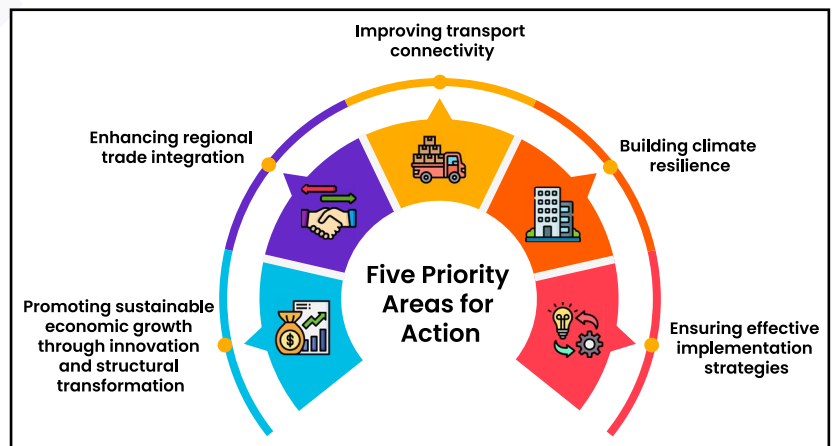 Improving transport
connectivity
Enhancing regional
trade integration
Building climate
resilience
Five Priority
Areas for
Action
Promoting sustainable
economic growth
through innovation
and structural
transformation
Ensuring effective
implementation
strategies
$